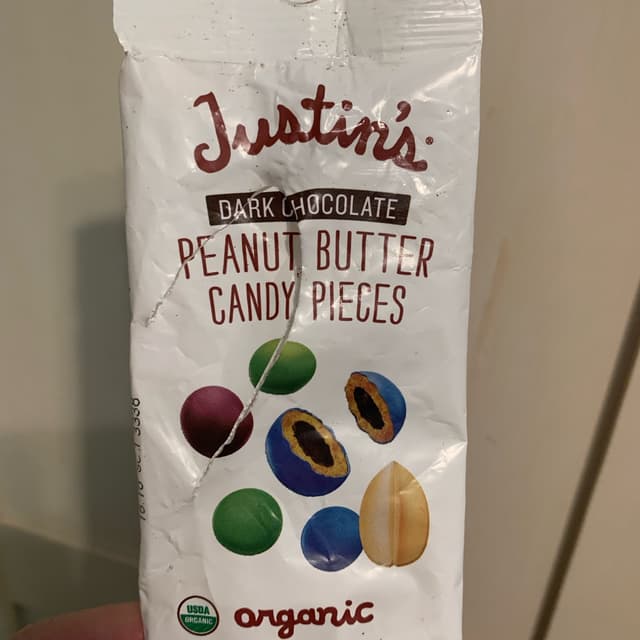 Justin's®
DARK CHOCOLATE
PEANUT BUTTER
CANDY PIECES
USDA
ORGANIC
organic